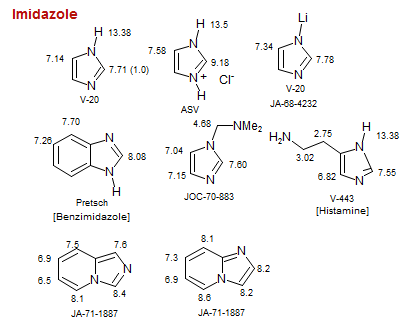 Imidazole
H 13.38
N
7.14
N 7.71 (1.0)
V-20
H 13.5
N
7.58
9.18
N+
H
Cl-
ASV
Li
N
7.34
N 7.78
V-20
JA-68-4232
7.70
7.26
N
8.08
N
H
Pretsch
[Benzimidazole]
4.68 NMe2
N
7.04
7.60
7.15 N
JOC-70-883
H2N 2.75 H 13.38
3.02 N
6.82 N 7.55
V-443
[Histamine]
7.5 7.6
6.9
N
6.5 N
8.1 8.4
JA-71-1887
8.1
7.3 N
8.2
6.9 N
8.6 8.2
JA-71-1887